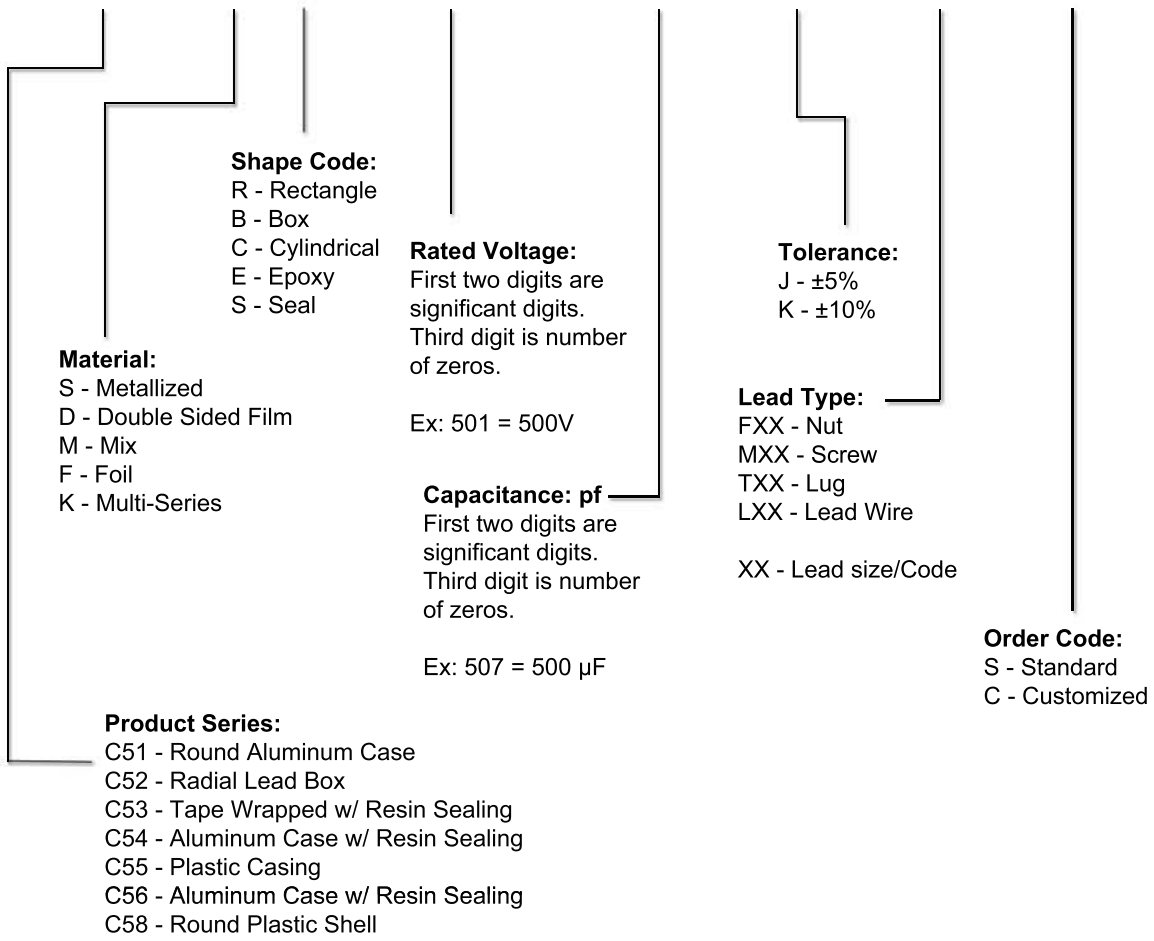 Shape Code:
R - Rectangle
B - Box
C - Cylindrical
E - Epoxy
S - Seal
Rated Voltage:
First two digits are
significant digits.
Third digit is number
of zeros.
Ex: 501 = 500V
Tolerance:
J - ±5%
K - ±10%
Material:
S - Metallized
D - Double Sided Film
M - Mix
F - Foil
K - Multi-Series
Lead Type:
FXX - Nut
MXX - Screw
TXX - Lug
LXX - Lead Wire
XX - Lead size/Code
Capacitance: pf
First two digits are
significant digits.
Third digit is number
of zeros.
Ex: 507 = 500 µF
Order Code:
S - Standard
C - Customized
Product Series:
C51 - Round Aluminum Case
C52 - Radial Lead Box
C53 - Tape Wrapped w/ Resin Sealing
C54 - Aluminum Case w/ Resin Sealing
C55 - Plastic Casing
C56 - Aluminum Case w/ Resin Sealing
C58 - Round Plastic Shell